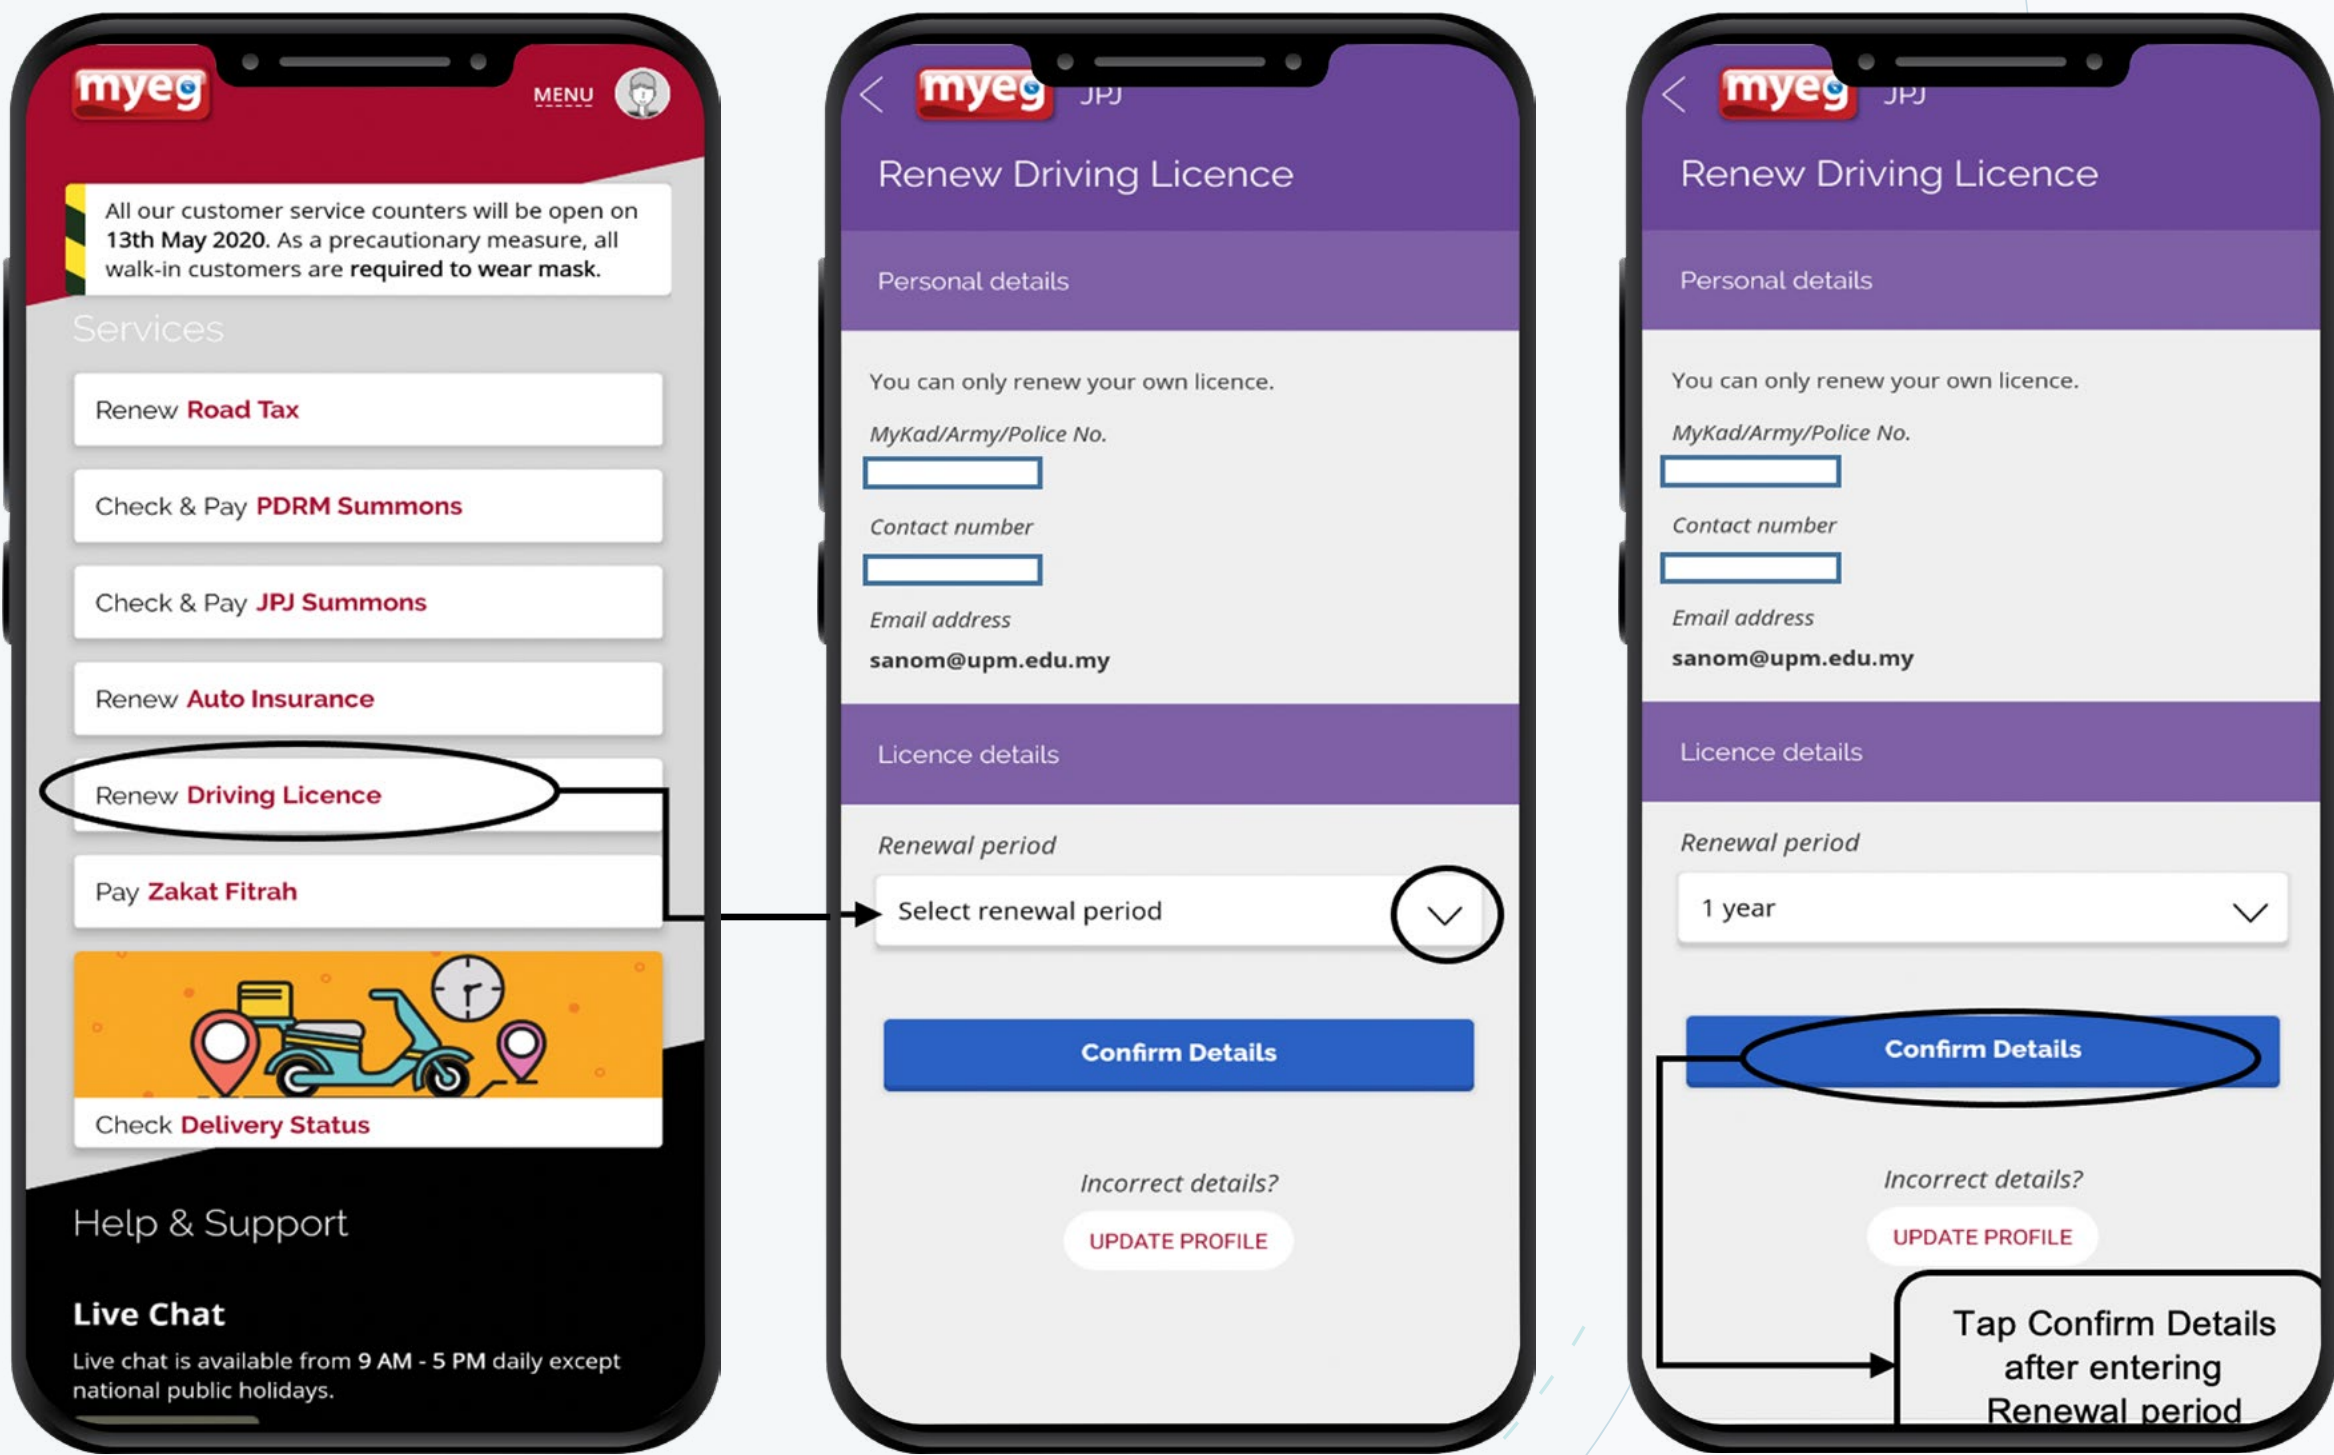 myeg
MENU
All our customer service counters will be open on
13th May 2020. As a precautionary measure, all
walk-in customers are required to wear mask.
Services
Renew Road Tax
Check & Pay PDRM Summons
Check & Pay JPJ Summons
Renew Auto Insurance
Renew Driving Licence
Pay Zakat Fitrah
Check Delivery Status
Help & Support
Live Chat
Live chat is available from 9 AM - 5 PM daily except
national public holidays.
myeg JPJ
Renew Driving Licence
Personal details
You can only renew your own licence.
MyKad/Army/Police No.
Contact number
Email address
sanom@upm.edu.my
Licence details
Renewal period
Select renewal period
Confirm Details
Incorrect details?
UPDATE PROFILE
myeg JPJ
Renew Driving Licence
Personal details
You can only renew your own licence.
MyKad/Army/Police No.
Contact number
Email address
sanom@upm.edu.my
Licence details
Renewal period
1 year
Confirm Details
Incorrect details?
UPDATE PROFILE
Tap Confirm Details
after entering
Renewal period